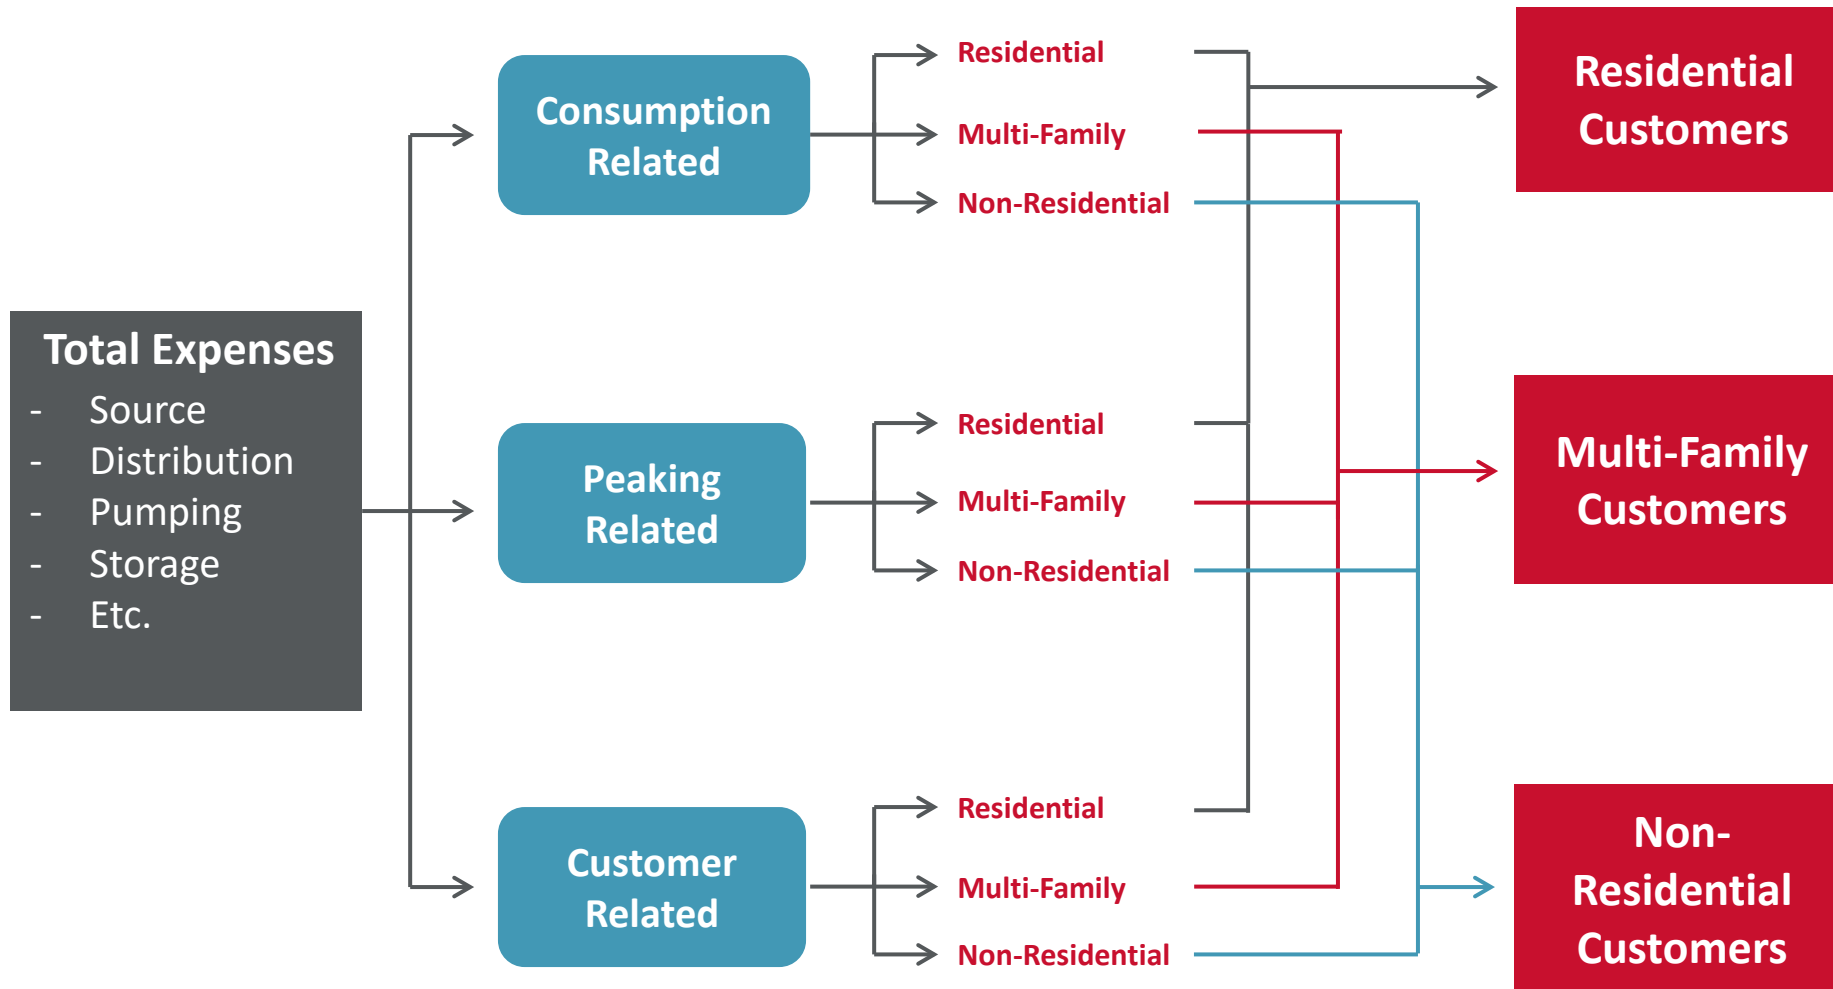 Total Expenses
- Source
- Distribution
- Pumping
- Storage
- Etc.
Consumption
Related
Residential
Multi-Family
Non-Residential
Peaking
Related
Residential
Multi-Family
Non-Residential
Customer
Related
Residential
Multi-Family
Non-Residential
Residential
Customers
Multi-Family
Customers
Non-
Residential
Customers